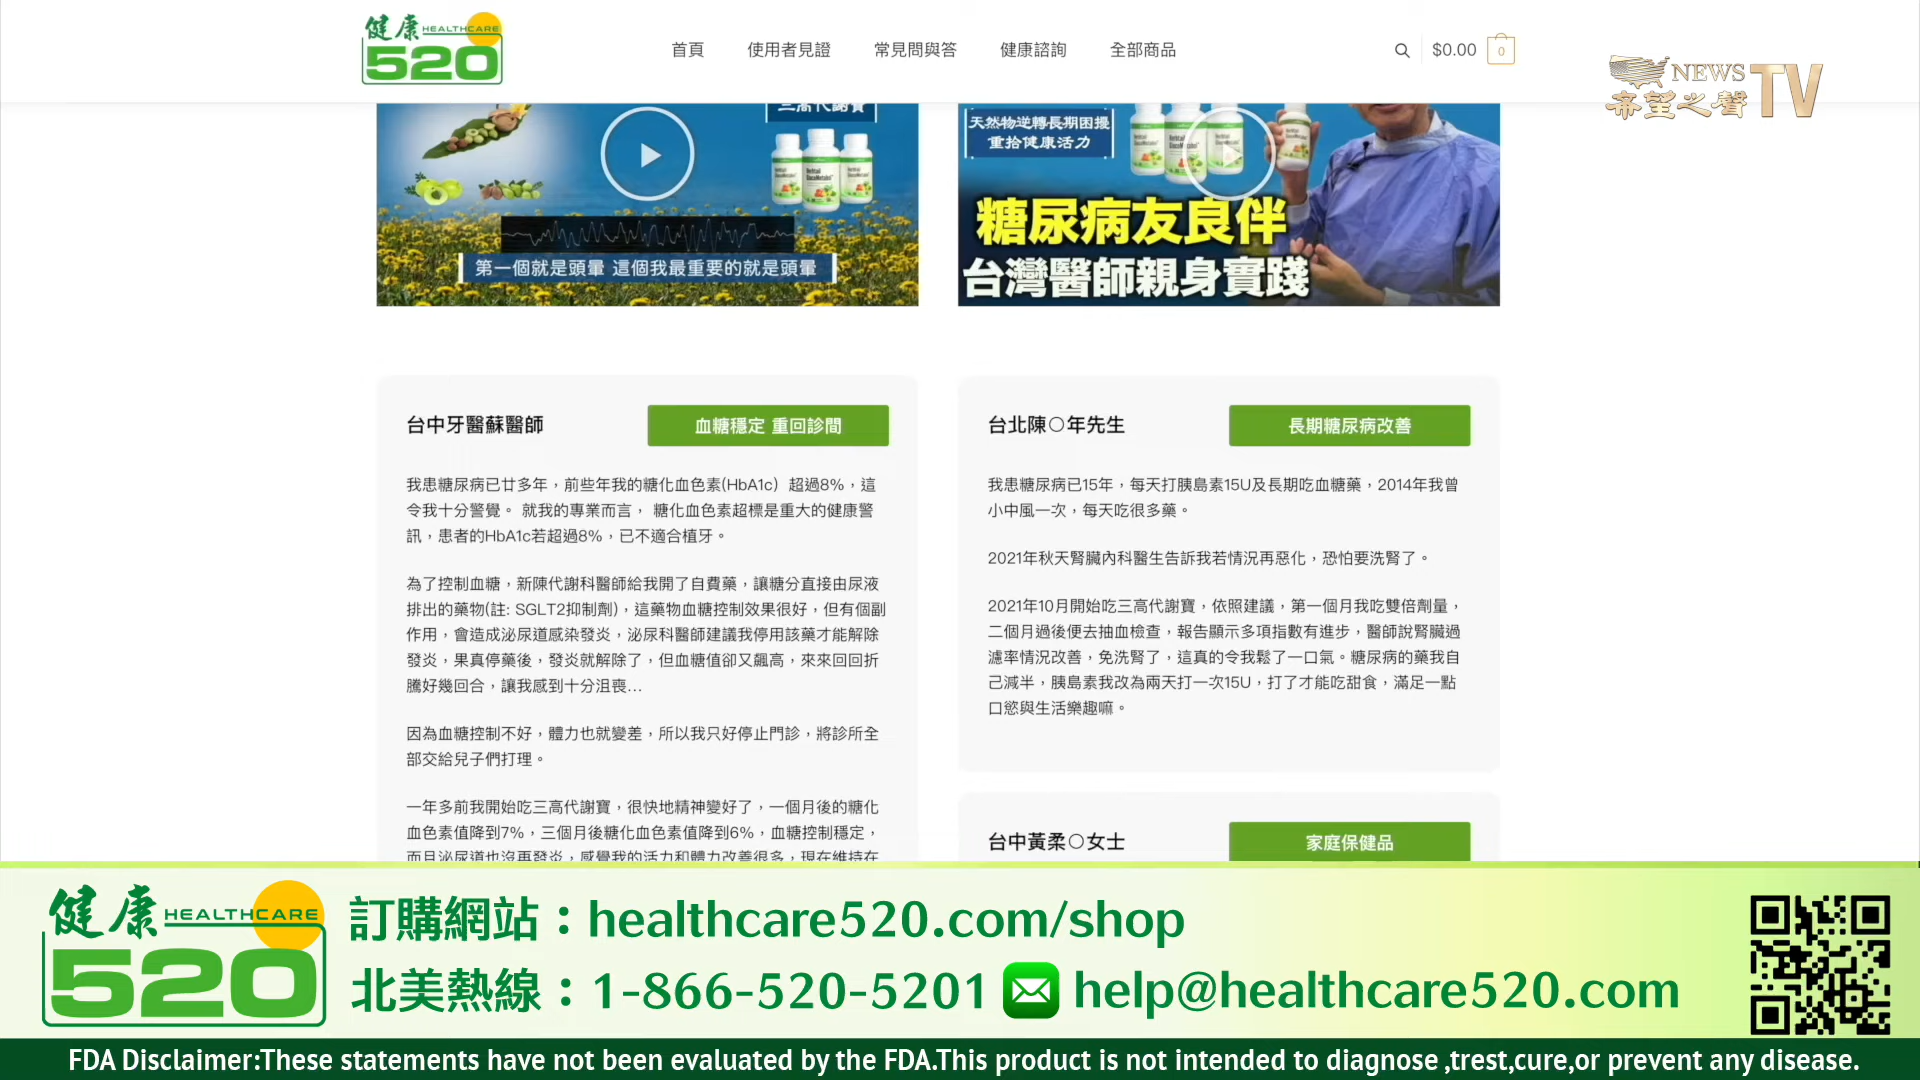 健康 HEALTHCARE
520
首頁 使用者見證 常見問與答 健康諮詢 全部商品
$0.00 0
NEWS
希望之聲 TV
三高代謝寶
第一個就是頭暈 這個我最重要的就是頭暈
天然物逆轉長期困擾
重拾健康活力
糖尿病友良伴
台灣醫師親身實踐
台中牙醫蘇醫師
血糖穩定 重回診間
我患糖尿病已廿多年，前些年我的糖化血色素(HbA1c）超過8%，這
令我十分警覺。 就我的專業而言， 糖化血色素超標是重大的健康警
訊，患者的HbA1c若超過8%，已不適合植牙。
為了控制血糖，新陳代謝科醫師給我開了自費藥，讓糖分直接由尿液
排出的藥物(註: SGLT2抑制劑)，這藥物血糖控制效果很好，但有個副
作用，會造成泌尿道感染發炎，泌尿科醫師建議我停用該藥才能解除
發炎，果真停藥後，發炎就解除了，但血糖值卻又飆高，來來回回折
騰好幾回合，讓我感到十分沮喪…
因為血糖控制不好，體力也就變差，所以我只好停止門診，將診所全
部交給兒子們打理。
一年多前我開始吃三高代謝寶，很快地精神變好了，一個月後的糖化
血色素值降到7%，三個月後糖化血色素值降到6%，血糖控制穩定，
而且泌尿道也沒再發炎，感覺我的活力和體力改善很多，現在維持在
台北陳○年先生
長期糖尿病改善
我患糖尿病已15年，每天打胰島素15U及長期吃血糖藥，2014年我曾
小中風一次，每天吃很多藥。
2021年秋天腎臟內科醫生告訴我若情況再惡化，恐怕要洗腎了。
2021年10月開始吃三高代謝寶，依照建議，第一個月我吃雙倍劑量，
二個月過後便去抽血檢查，報告顯示多項指數有進步，醫師說腎臟過
濾率情況改善，免洗腎了，這真的令我鬆了一口氣。糖尿病的藥我自
己減半，胰島素我改為兩天打一次15U，打了才能吃甜食，滿足一點
口慾與生活樂趣嘛。
台中黃柔○女士
家庭保健品
健康 HEALTHCARE
520
訂購網站：healthcare520.com/shop
北美熱線：1-866-520-5201 help@healthcare520.com
FDA Disclaimer:These statements have not been evaluated by the FDA.This product is not intended to diagnose ,trest,cure,or prevent any disease.